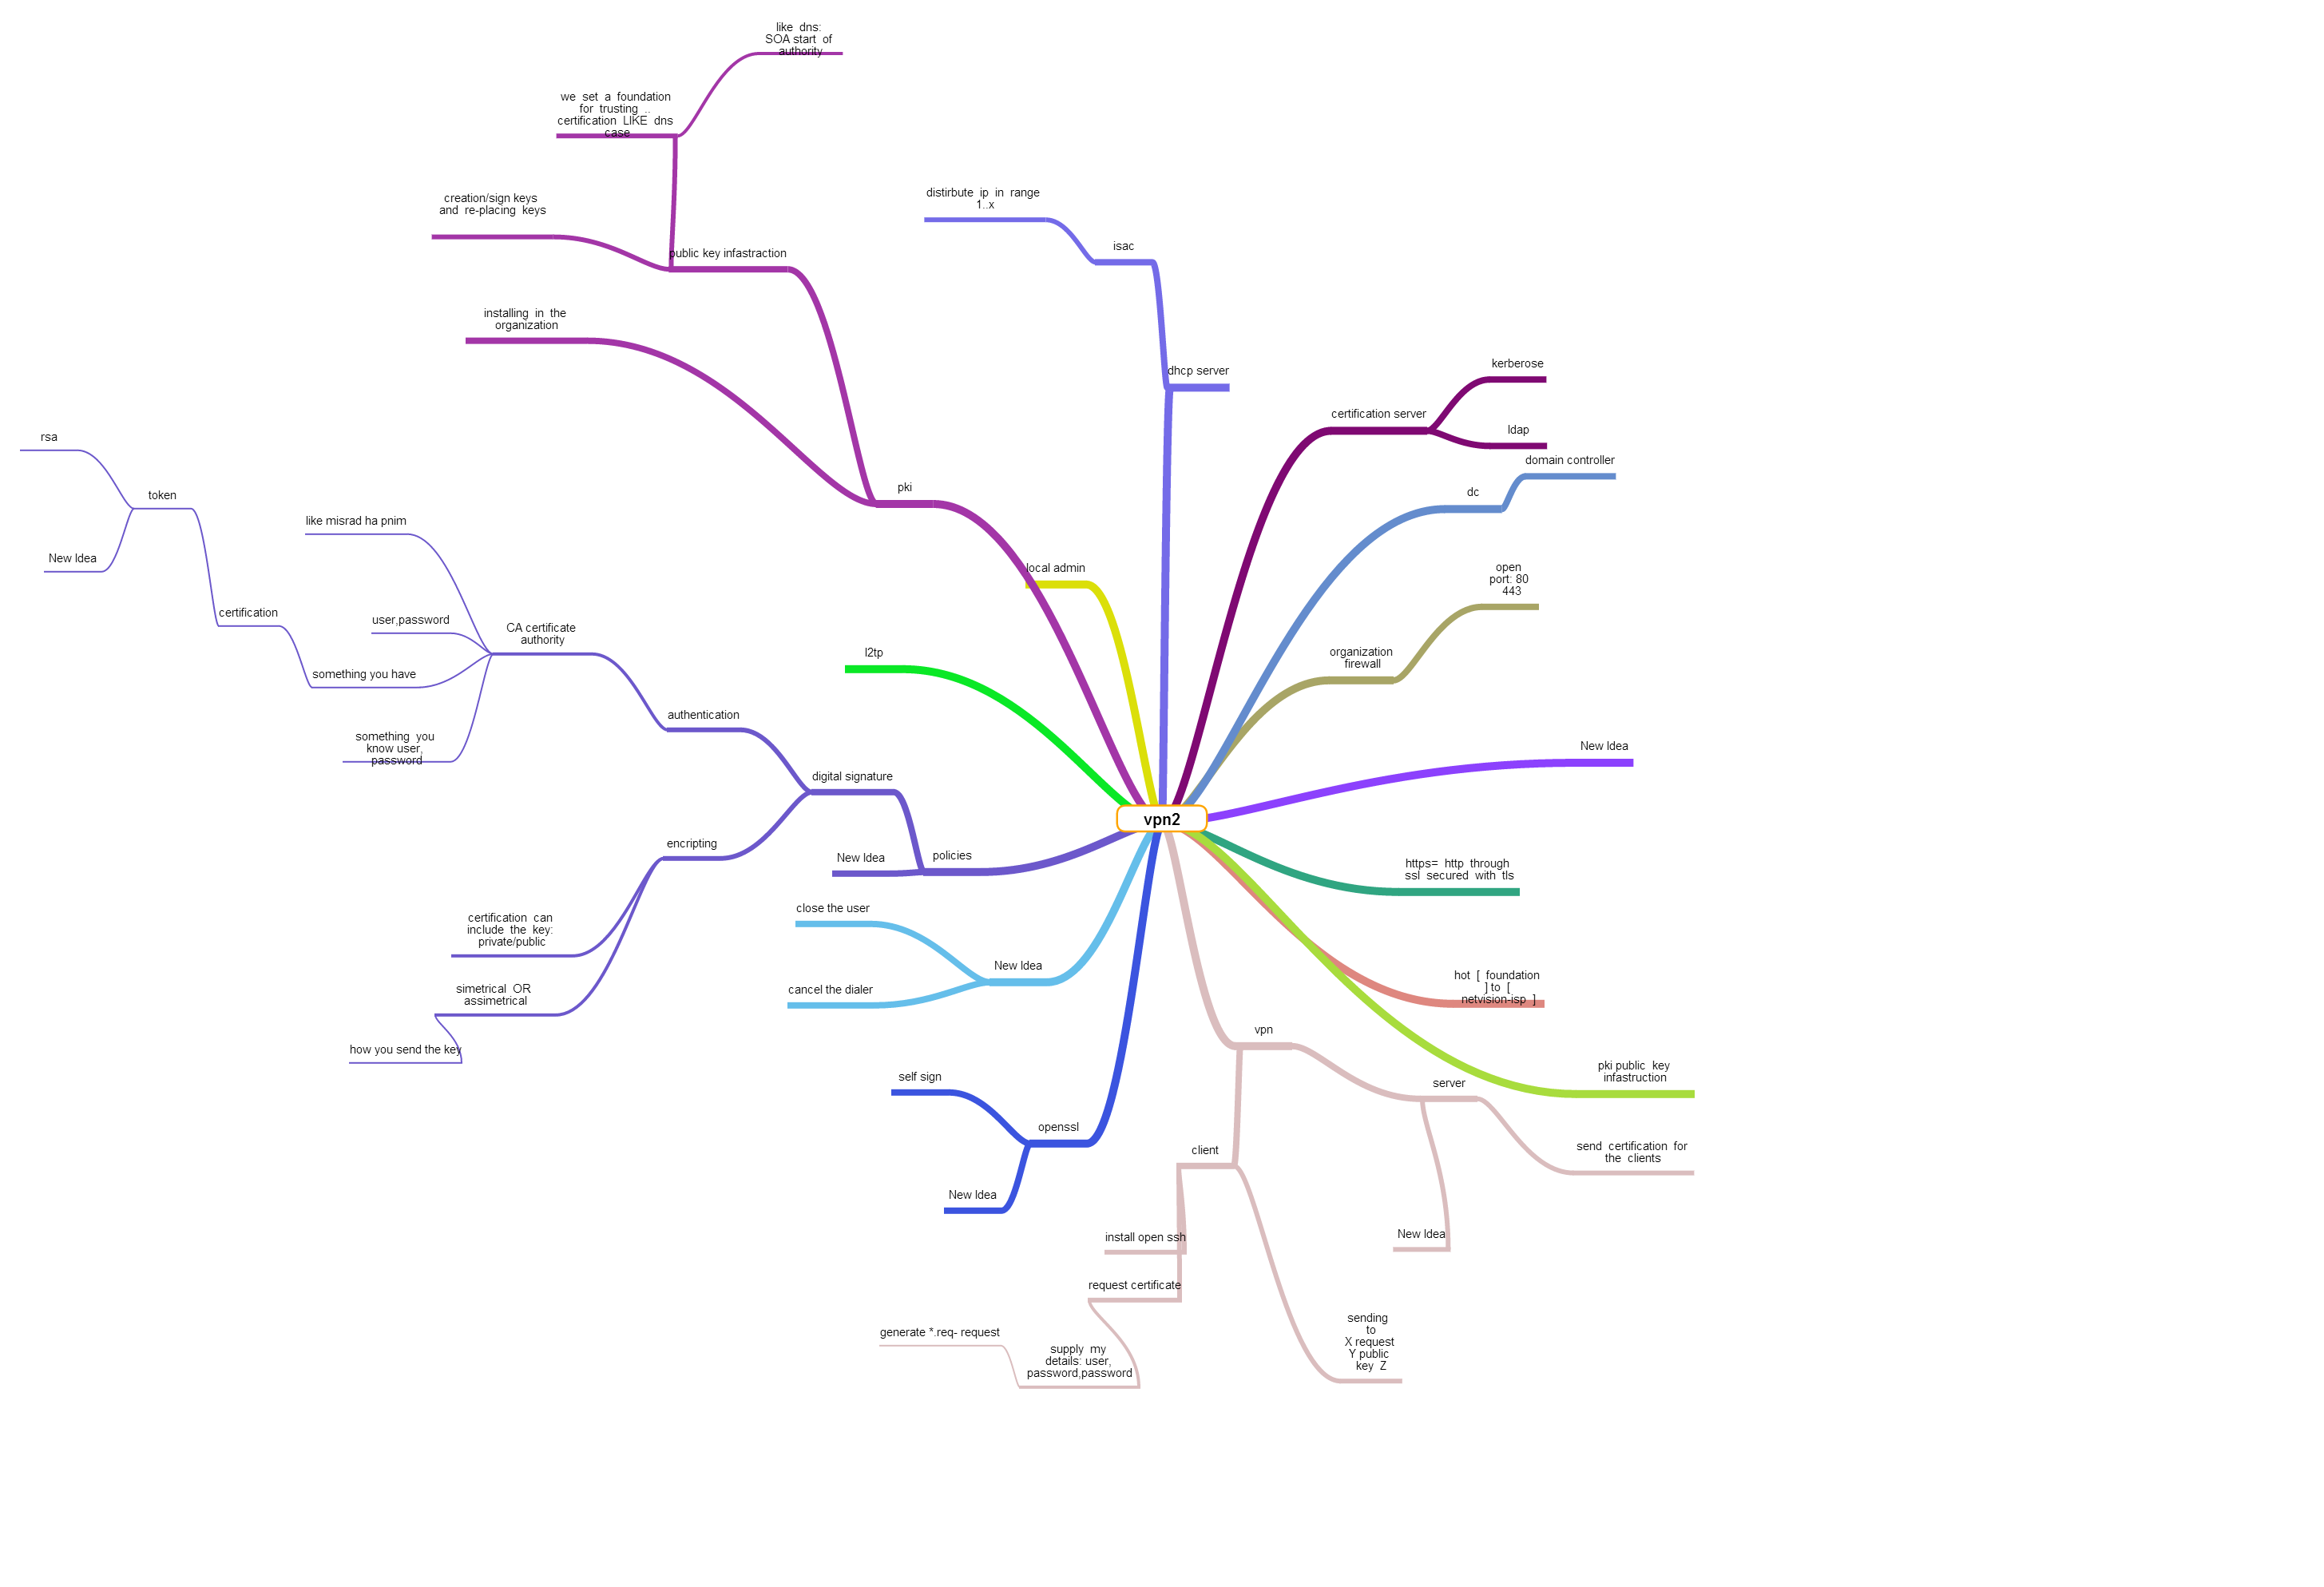 like dns:
SOA start of
authority
we set a foundation
for trusting ..
certification LIKE dns
case
creation/sign keys
and re-placing keys
public key infastraction
installing in the
organization
pki
distirbute ip in range
1..x
isac
dhcp server
kerberose
certification server
ldap
domain controller
dc
open
port: 80
443
organization
firewall
New Idea
local admin
l2tp
rsa
token
New Idea
like misrad ha pnim
certification
user,password
CA certificate
authority
something you have
something you
know user,
password
authentication
digital signature
encripting
New Idea
policies
certification can
include the key:
private/public
simetrical OR
assimetrical
how you send the key
vpn2
close the user
New Idea
cancel the dialer
self sign
openssl
New Idea
https= http through
ssl secured with tls
hot [ foundation
] to [
netvision-isp ]
pki public key
infastruction
vpn
server
send certification for
the clients
New Idea
client
install open ssh
request certificate
generate *.req- request
supply my
details: user,
password,password
sending
to
X request
Y public
key Z